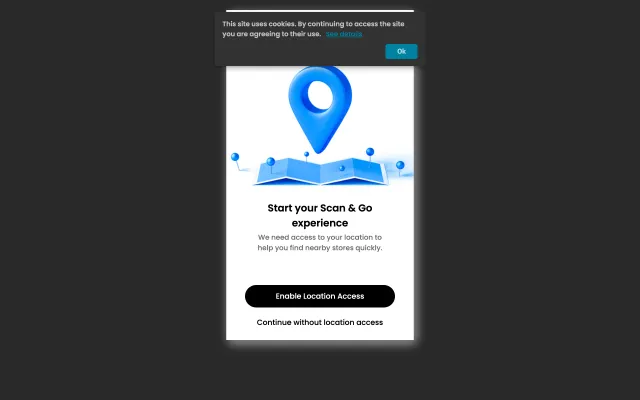 This site uses cookies. By continuing to access the site
you are agreeing to their use. See details
Ok
Start your Scan & Go
experience
We need access to your location to
help you find nearby stores quickly.
Enable Location Access
Continue without location access